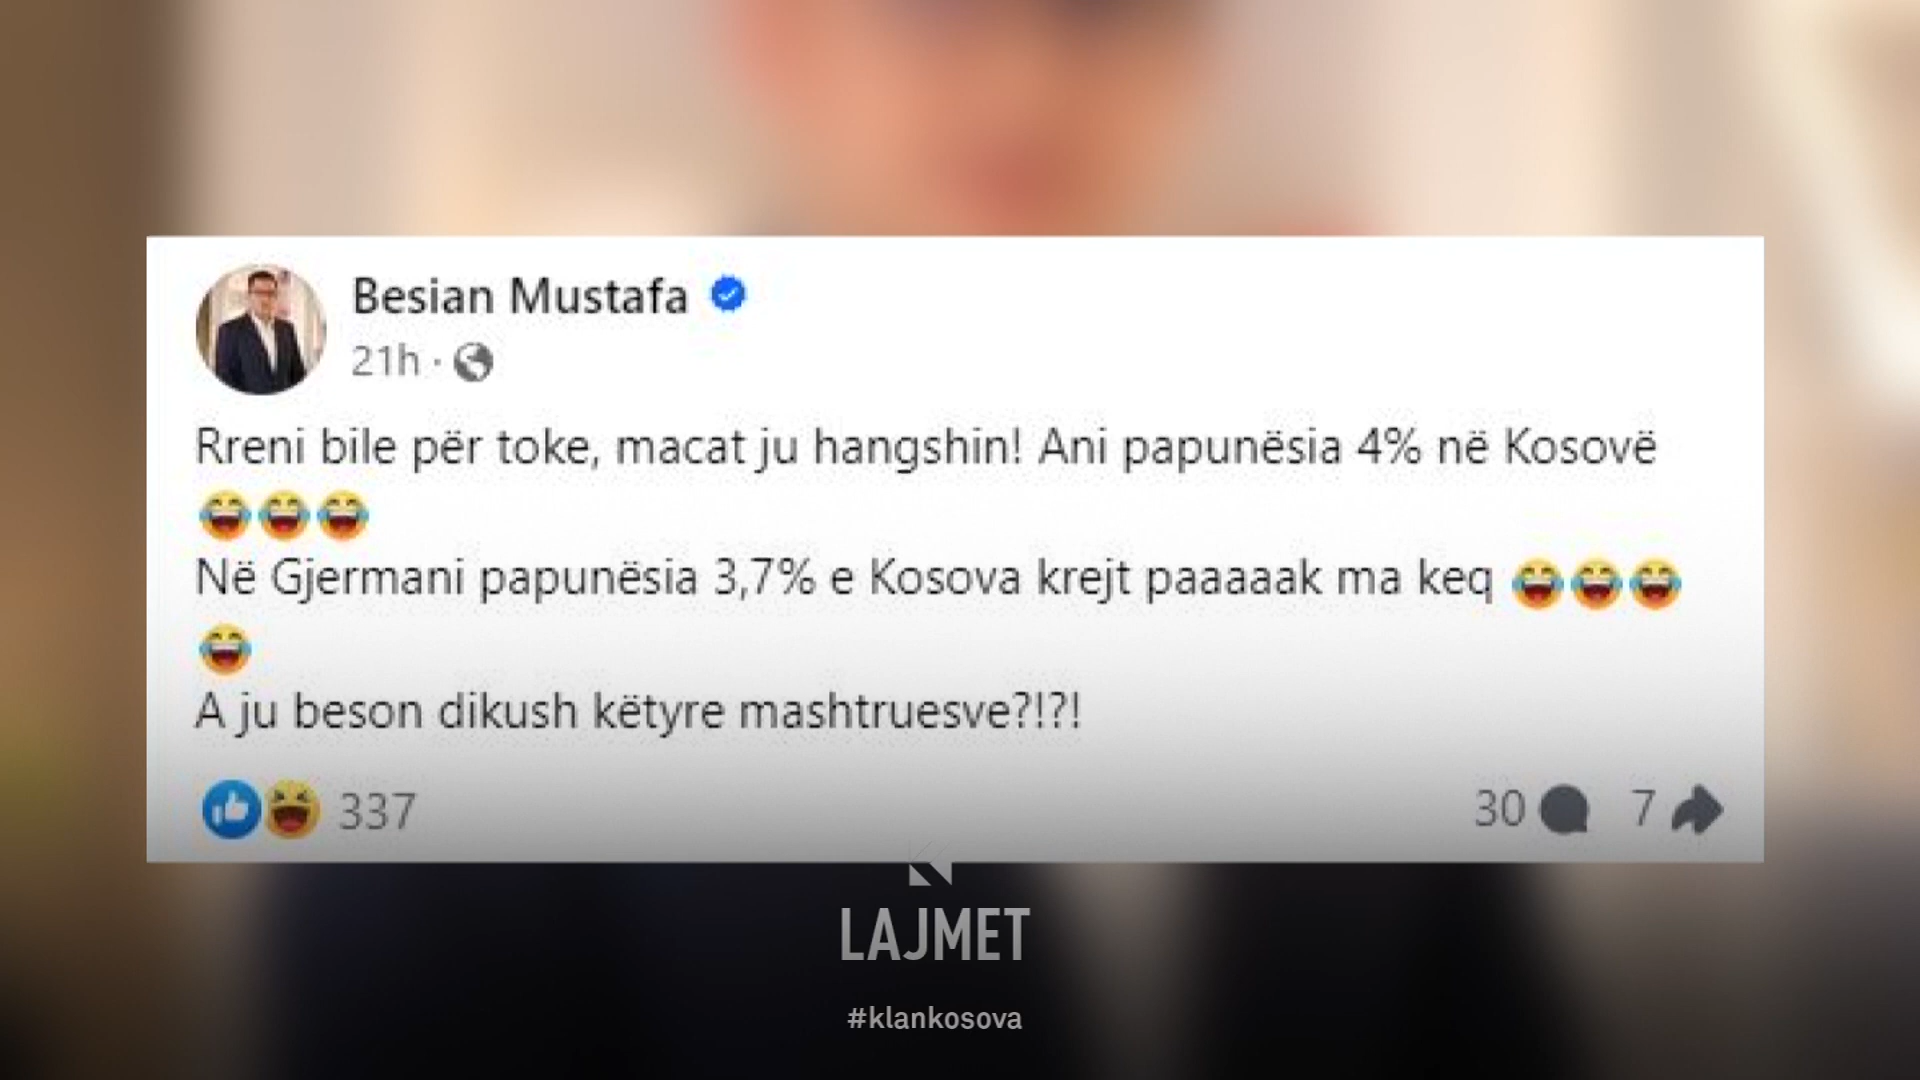 Besian Mustafa
21h ·
Rreni bile për toke, macat ju hangshin! Ani papunësia 4% në Kosovë
😂😂😂
Në Gjermani papunësia 3,7% e Kosova krejt paaaaak ma keq 😂😂😂
😂
A ju beson dikush këtyre mashtruesve?!?!
337
30 7
LAJMET
#klankosova